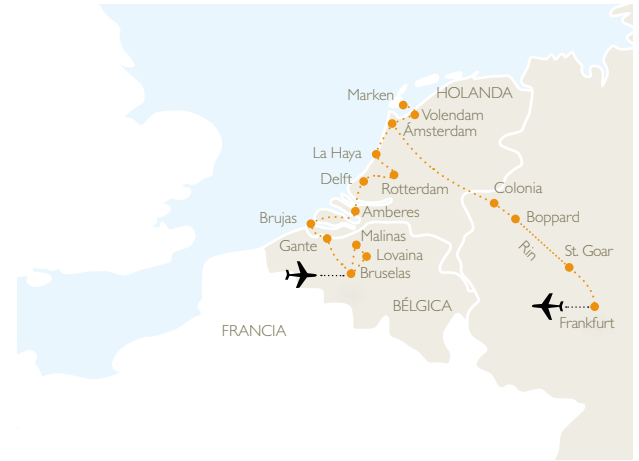 HOLANDA
Marken
Volendam
Ámsterdam
La Haya
Delft
Rotterdam
Colonia
Amberes
Brujas
Boppard
Malinas
Gante
Rin
St. Goar
Lovaina
Bruselas
BÉLGICA
Frankfurt
FRANCIA